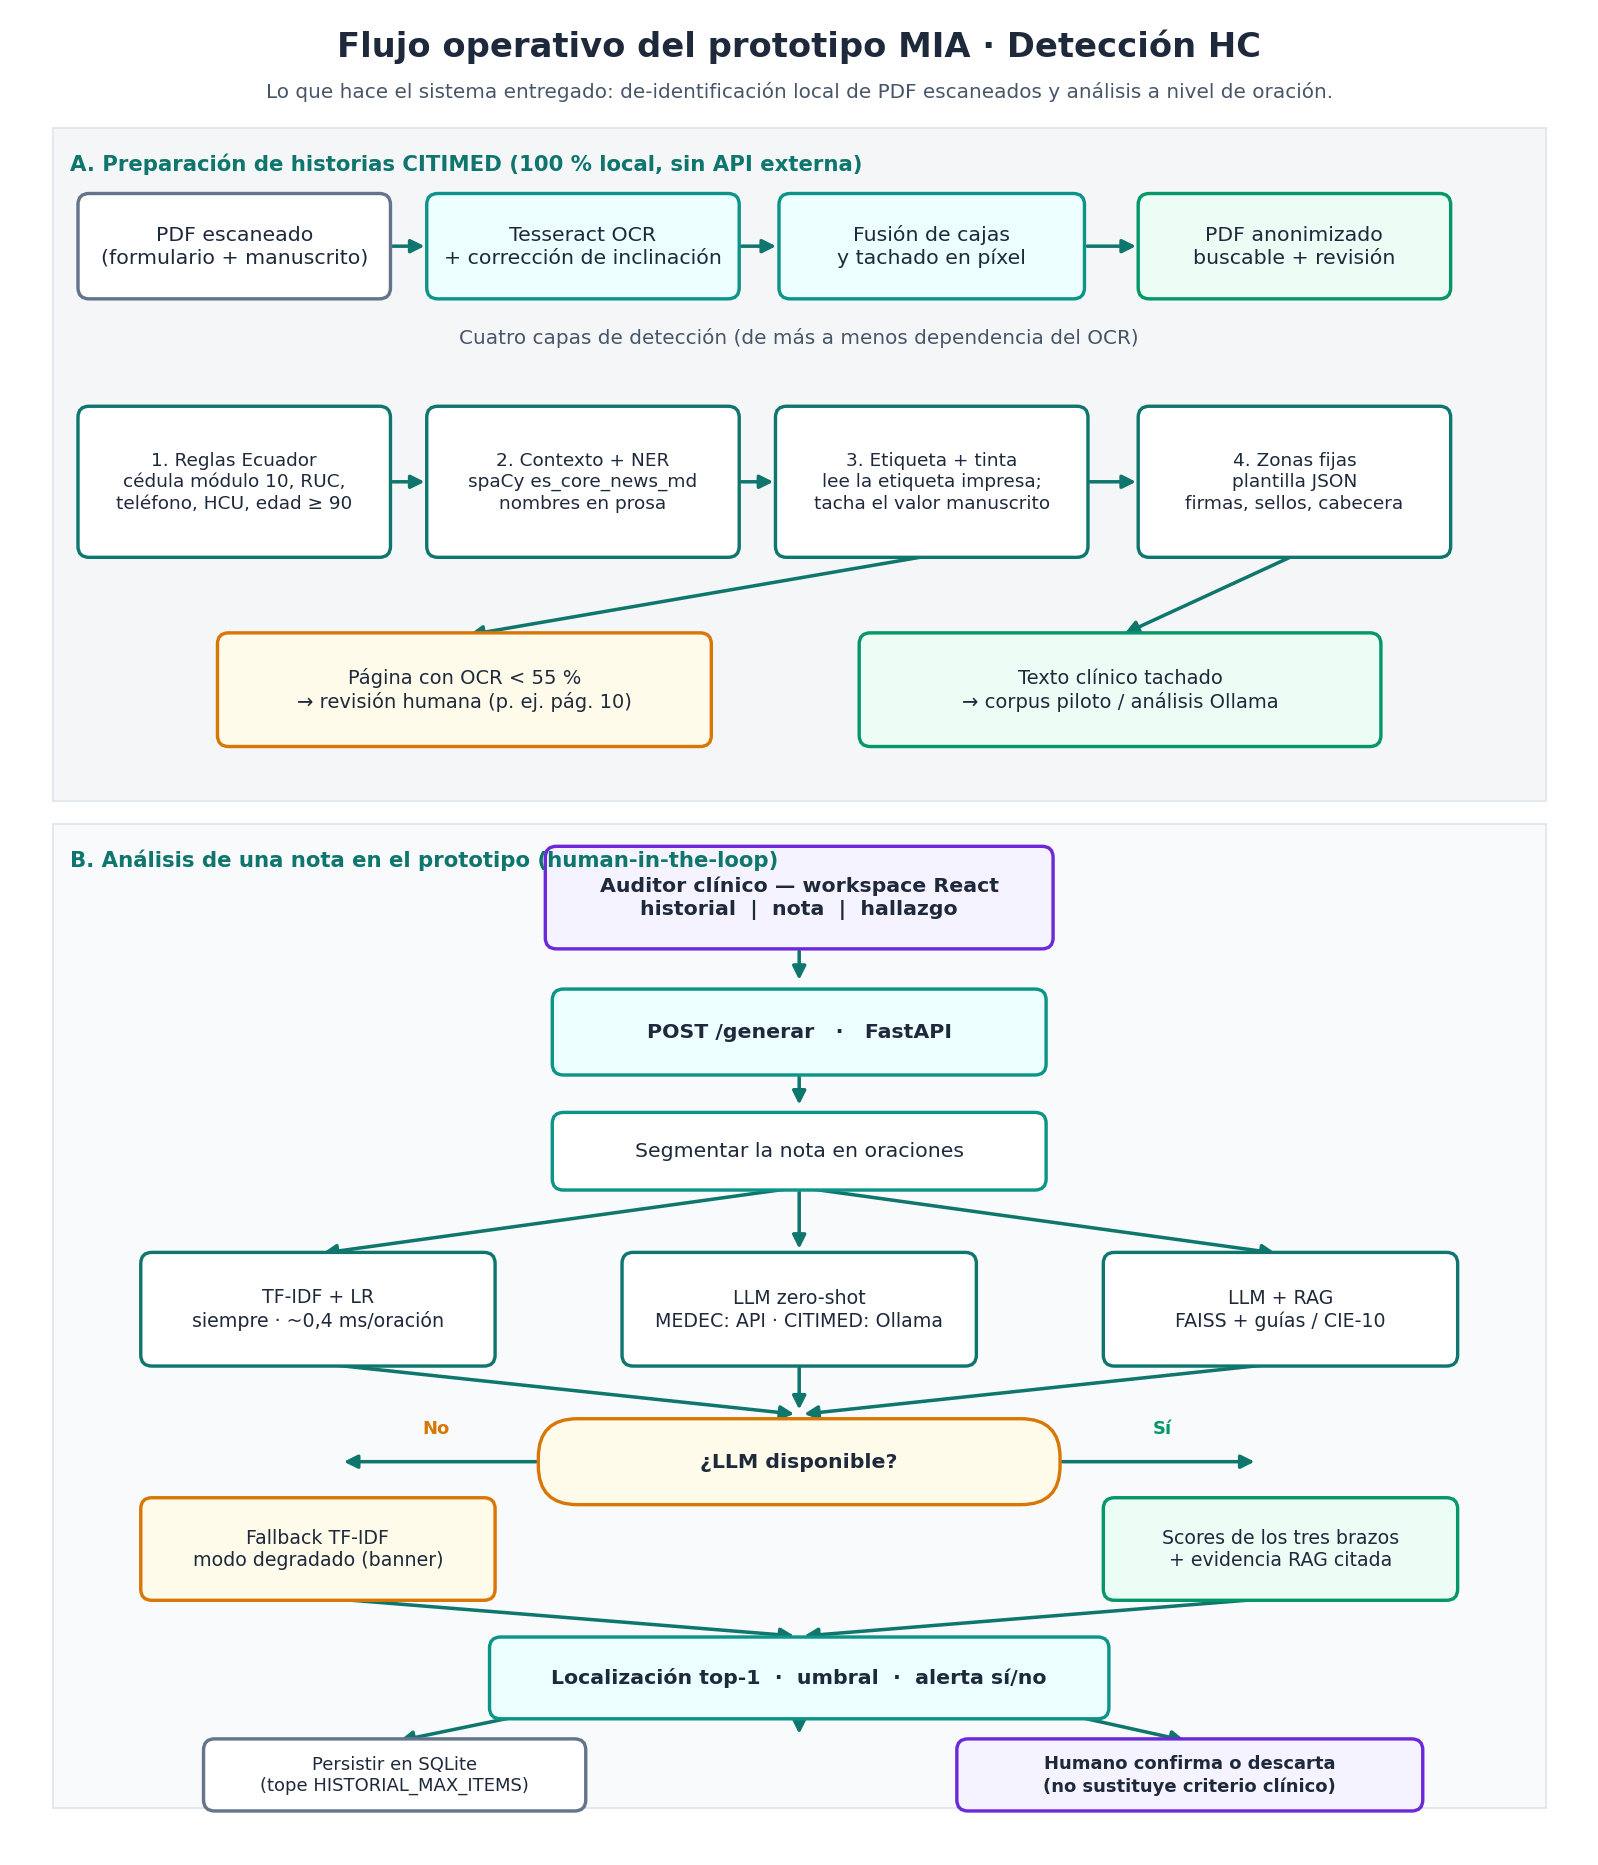 Flujo operativo del prototipo MIA · Detección HC
Lo que hace el sistema entregado: de-identificación local de PDF escaneados y análisis a nivel de oración.
A. Preparación de historias CITIMED (100 % local, sin API externa)
PDF escaneado
(formulario + manuscrito)
Tesseract OCR
+ corrección de inclinación
Fusión de cajas
y tachado en píxel
PDF anonimizado
buscable + revisión
Cuatro capas de detección (de más a menos dependencia del OCR)
1. Reglas Ecuador
cédula módulo 10, RUC,
teléfono, HCU, edad ≥ 90
2. Contexto + NER
spaCy es_core_news_md
nombres en prosa
3. Etiqueta + tinta
lee la etiqueta impresa;
tacha el valor manuscrito
4. Zonas fijas
plantilla JSON
firmas, sellos, cabecera
Página con OCR < 55 %
→ revisión humana (p. ej. pág. 10)
Texto clínico tachado
→ corpus piloto / análisis Ollama
B. Análisis de una nota en el prototipo (human-in-the-loop)
Auditor clínico — workspace React
historial | nota | hallazgo
POST /generar · FastAPI
Segmentar la nota en oraciones
TF-IDF + LR
siempre · ~0,4 ms/oración
LLM zero-shot
MEDEC: API · CITIMED: Ollama
LLM + RAG
FAISS + guías / CIE-10
No
Sí
¿LLM disponible?
Fallback TF-IDF
modo degradado (banner)
Scores de los tres brazos
+ evidencia RAG citada
Localización top-1 · umbral · alerta sí/no
Persistir en SQLite
(tope HISTORIAL_MAX_ITEMS)
Humano confirma o descarta
(no sustituye criterio clínico)